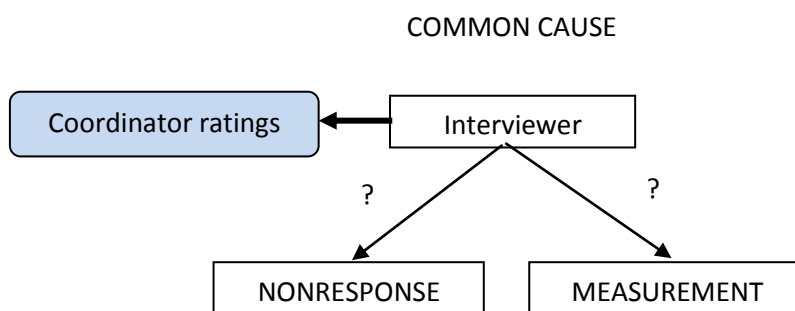 COMMON CAUSE
Coordinator ratings
Interviewer
?
?
NONRESPONSE
MEASUREMENT